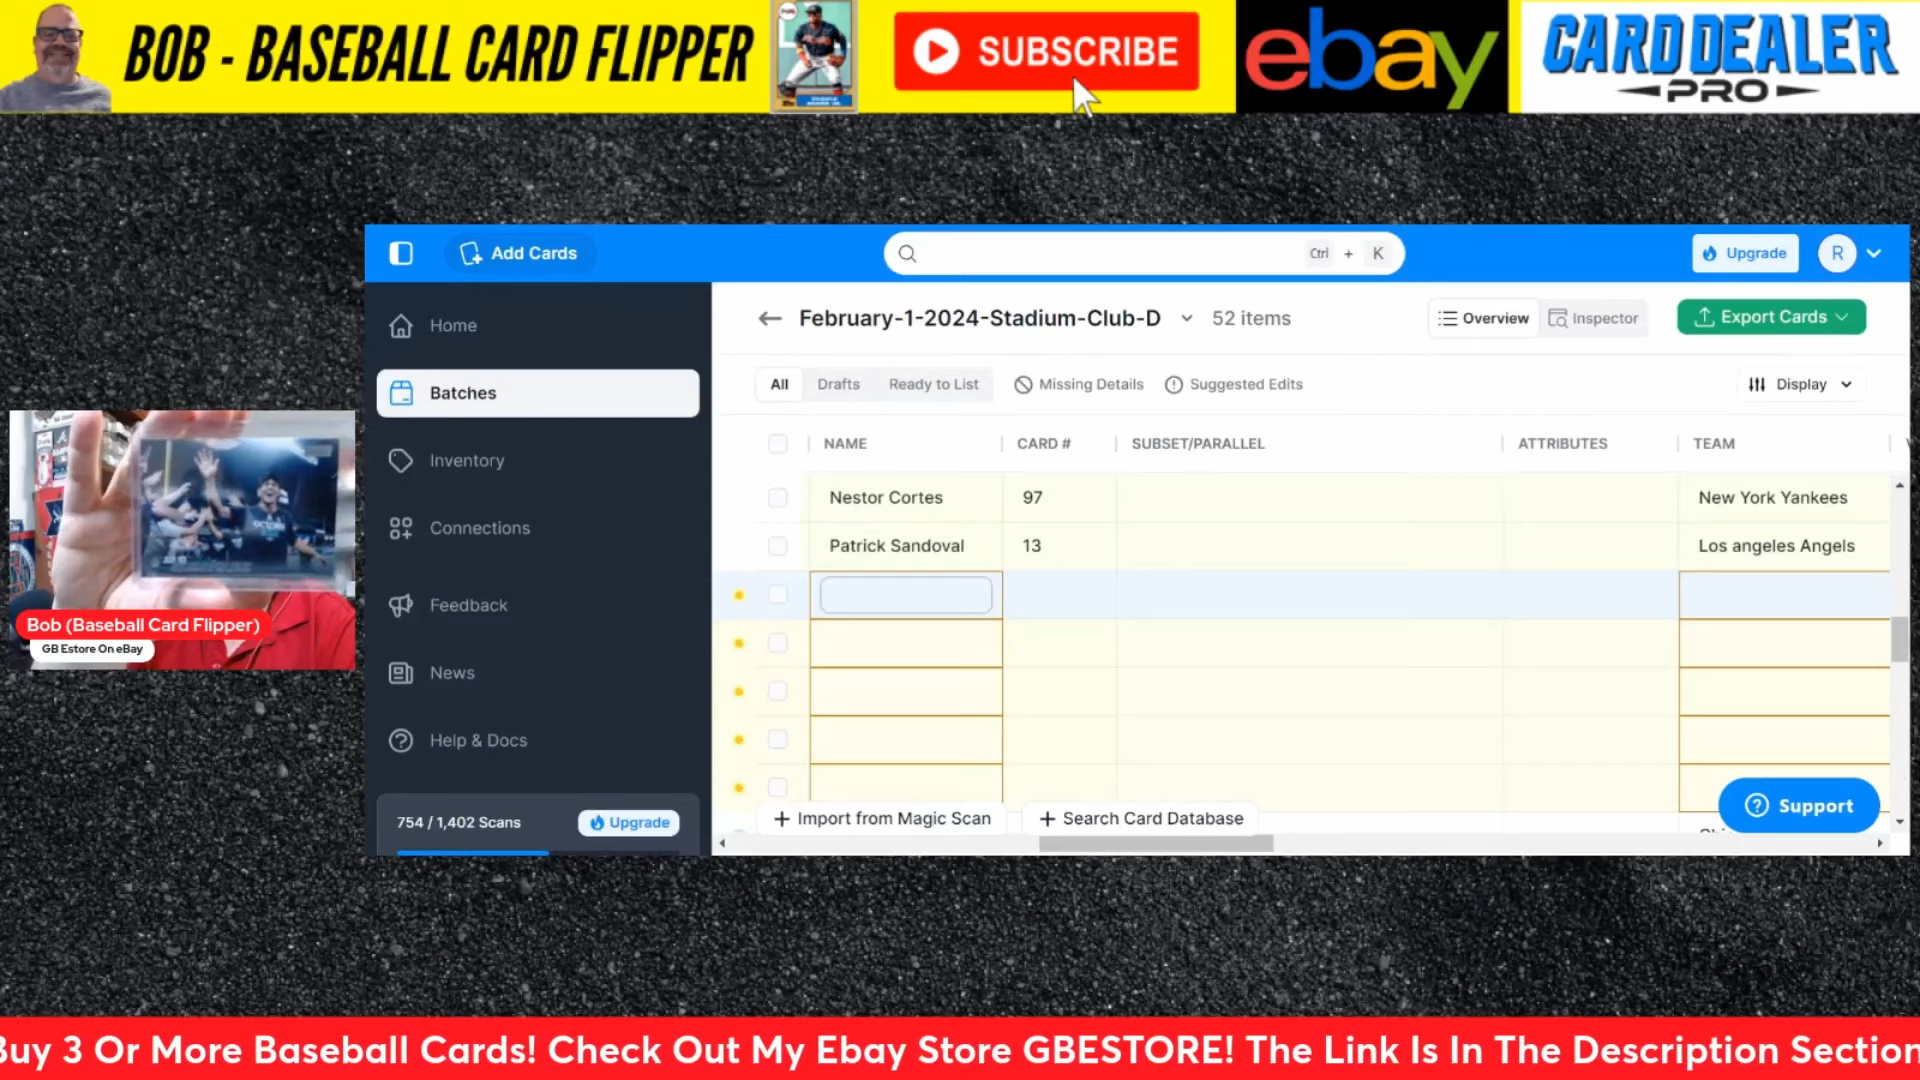 BOB - BASEBALL CARD FLIPPER
SUBSCRIBE
ebay
CARD DEALER
PRO
Add Cards
Ctrl + K
Upgrade
R
Home
Batches
Inventory
Connections
Feedback
News
Help & Docs
754 / 1,402 Scans
Upgrade
February-1-2024-Stadium-Club-D
52 items
Overview
Inspector
Export Cards
All
Drafts
Ready to List
Missing Details
Suggested Edits
Display
NAME
CARD #
SUBSET/PARALLEL
ATTRIBUTES
TEAM
Nestor Cortes 97 New York Yankees
Patrick Sandoval 13 Los angeles Angels
+ Import from Magic Scan
+ Search Card Database
Support
Bob (Baseball Card Flipper)
GB Estore On eBay
Buy 3 Or More Baseball Cards! Check Out My Ebay Store GBESTORE! The Link Is In The Description Section